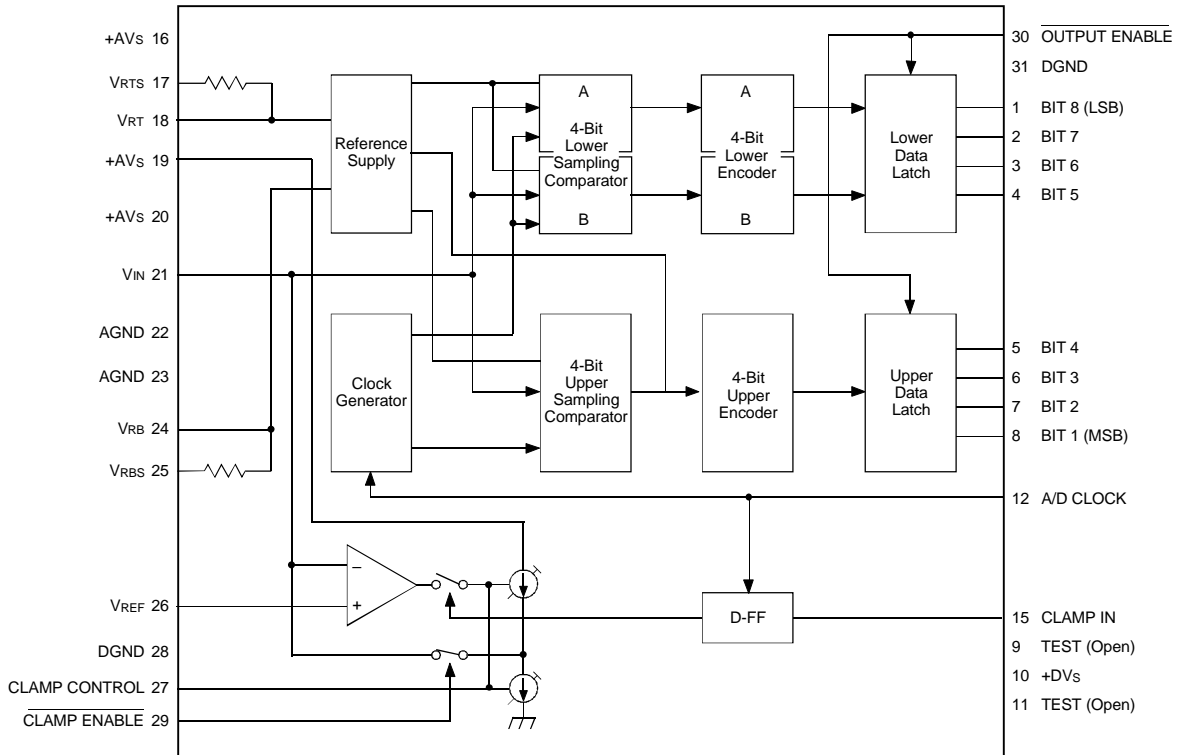 +AVS 16
VRTS 17
VRT 18
+AVS 19
+AVS 20
VIN 21
AGND 22
AGND 23
VRB 24
VRBS 25
VREF 26
DGND 28
CLAMP CONTROL 27
CLAMP ENABLE 29
Reference
Supply
A
4-Bit
Lower
Sampling
Comparator
B
A
4-Bit
Lower
Encoder
B
Lower
Data
Latch
Clock
Generator
4-Bit
Upper
Sampling
Comparator
4-Bit
Upper
Encoder
Upper
Data
Latch
–
+
D-FF
30 OUTPUT ENABLE
31 DGND
1 BIT 8 (LSB)
2 BIT 7
3 BIT 6
4 BIT 5
5 BIT 4
6 BIT 3
7 BIT 2
8 BIT 1 (MSB)
12 A/D CLOCK
15 CLAMP IN
9 TEST (Open)
10 +DVS
11 TEST (Open)